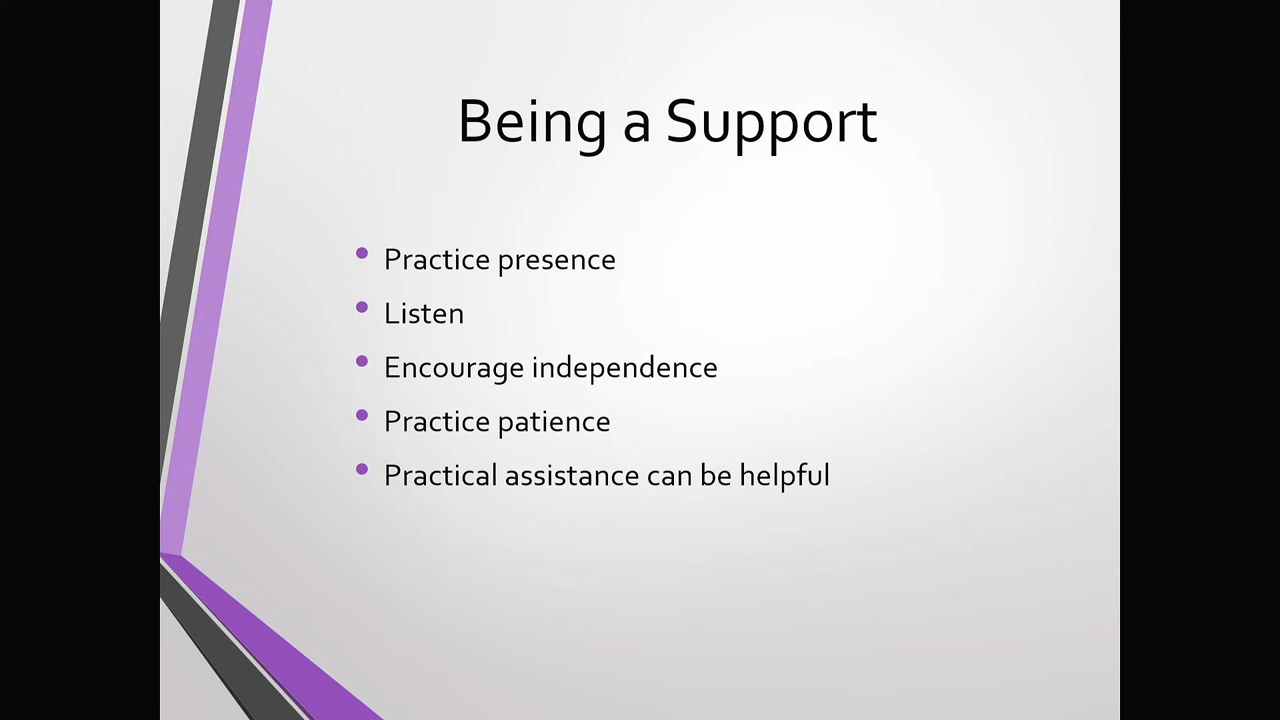 Being a Support
Practice presence
Listen
Encourage independence
Practice patience
Practical assistance can be helpful